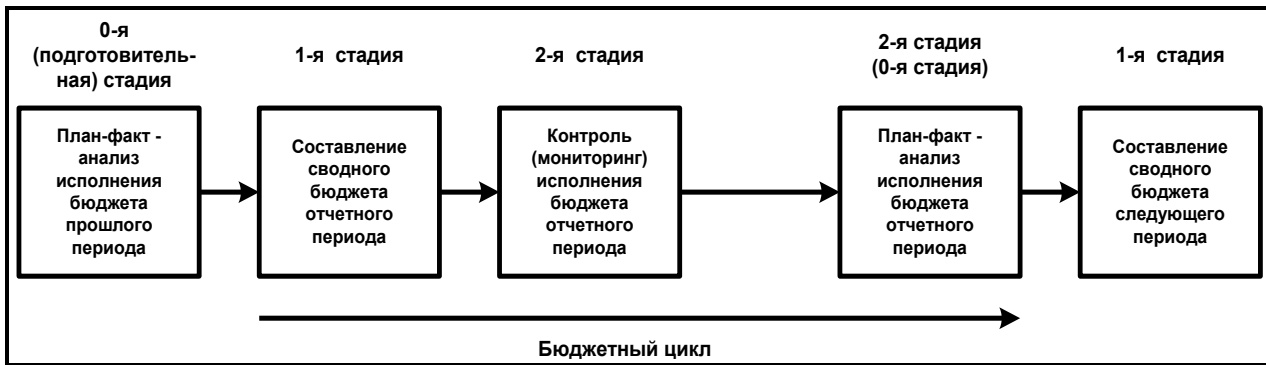 0-я
(подготовитель-
ная) стадия
1-я стадия
2-я стадия
2-я стадия
(0-я стадия)
1-я стадия
План-факт -
анализ
исполнения
бюджета
прошлого
периода
Составление
сводного
бюджета
отчетного
периода
Контроль
(мониторинг)
исполнения
бюджета
отчетного
периода
План-факт -
анализ
исполнения
бюджета
отчетного
периода
Составление
сводного
бюджета
следующего
периода
Бюджетный цикл